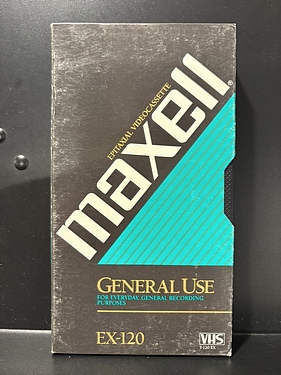 EPITAXIAL VIDEOCASSETTE
maxell®
GENERAL USE
FOR EVERYDAY, GENERAL RECORDING
PURPOSES
EX-120
VHS
T-120 EX